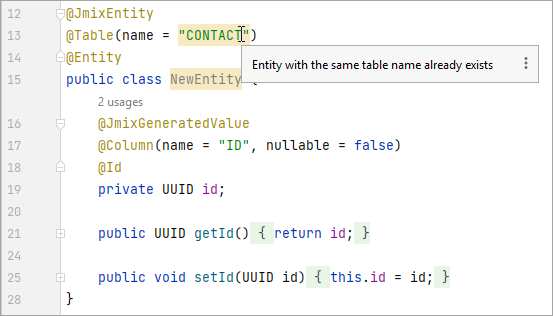 12 @JmixEntity
13 @Table(name = "CONTACT")
14 @Entity
Entity with the same table name already exists
15 public class NewEntity {
2 usages
16 @JmixGeneratedValue
17 @Column(name = "ID", nullable = false)
18 @Id
19 private UUID id;
20
21 public UUID getId() { return id; }
24
25 public void setId(UUID id) { this.id = id; }
28 }